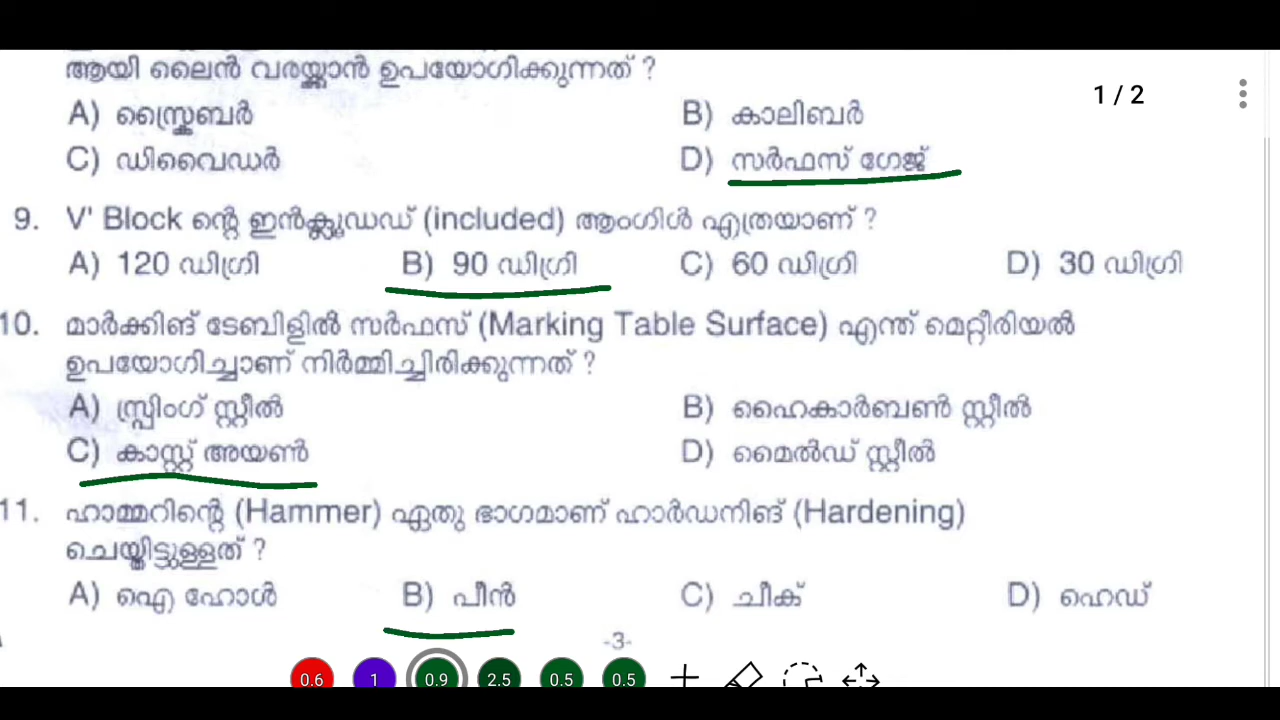 ആയി ലൈൻ വരയ്ക്കാൻ ഉപയോഗിക്കുന്നത് ?
1 / 2
A) സ്ക്രൈബർ B) കാലിബർ
C) ഡിവൈഡർ D) സർഫസ് ഗേജ്
9. V' Block ന്റെ ഇൻക്ലൂഡഡ് (included) ആംഗിൾ എത്രയാണ് ?
A) 120 ഡിഗ്രി B) 90 ഡിഗ്രി C) 60 ഡിഗ്രി D) 30 ഡിഗ്രി
10. മാർക്കിങ് ടേബിളിൽ സർഫസ് (Marking Table Surface) എന്ത് മെറ്റീരിയൽ
ഉപയോഗിച്ചാണ് നിർമ്മിച്ചിരിക്കുന്നത് ?
A) സ്പ്രിംഗ് സ്റ്റീൽ B) ഹൈകാർബൺ സ്റ്റീൽ
C) കാസ്റ്റ് അയൺ D) മൈൽഡ് സ്റ്റീൽ
11. ഹാമ്മറിന്റെ (Hammer) ഏതു ഭാഗമാണ് ഹാർഡനിങ് (Hardening)
ചെയ്തിട്ടുള്ളത് ?
A) ഐ ഹോൾ B) പീൻ C) ചീക് D) ഹെഡ്
-3-
0.6 1 0.9 2.5 0.5 0.5